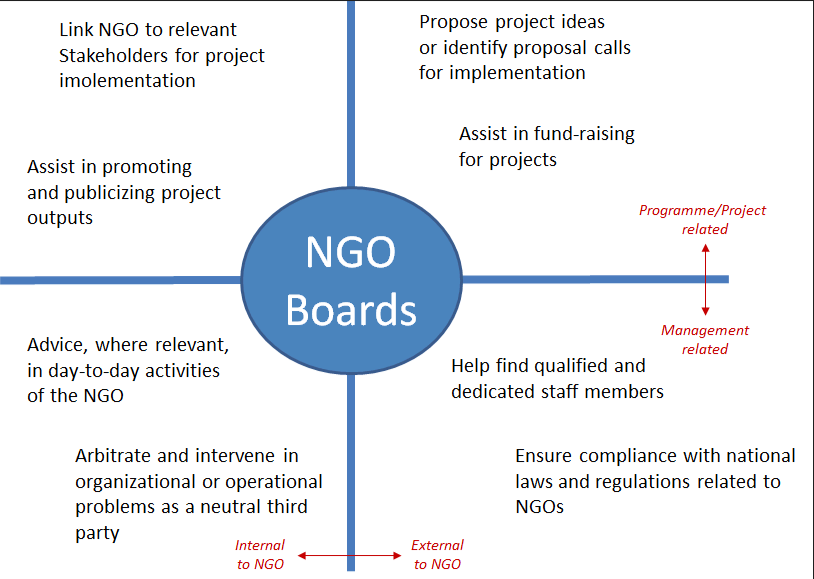 Link NGO to relevant
Stakeholders for project
imolementation
Propose project ideas
or identify proposal calls
for implementation
Assist in fund-raising
for projects
Assist in promoting
and publicizing project
outputs
Programme/Project
related
NGO
Boards
Management
related
Advice, where relevant,
in day-to-day activities
of the NGO
Help find qualified and
dedicated staff members
Arbitrate and intervene in
organizational or operational
problems as a neutral third
party
Ensure compliance with national
laws and regulations related to
NGOs
Internal
to NGO
External
to NGO